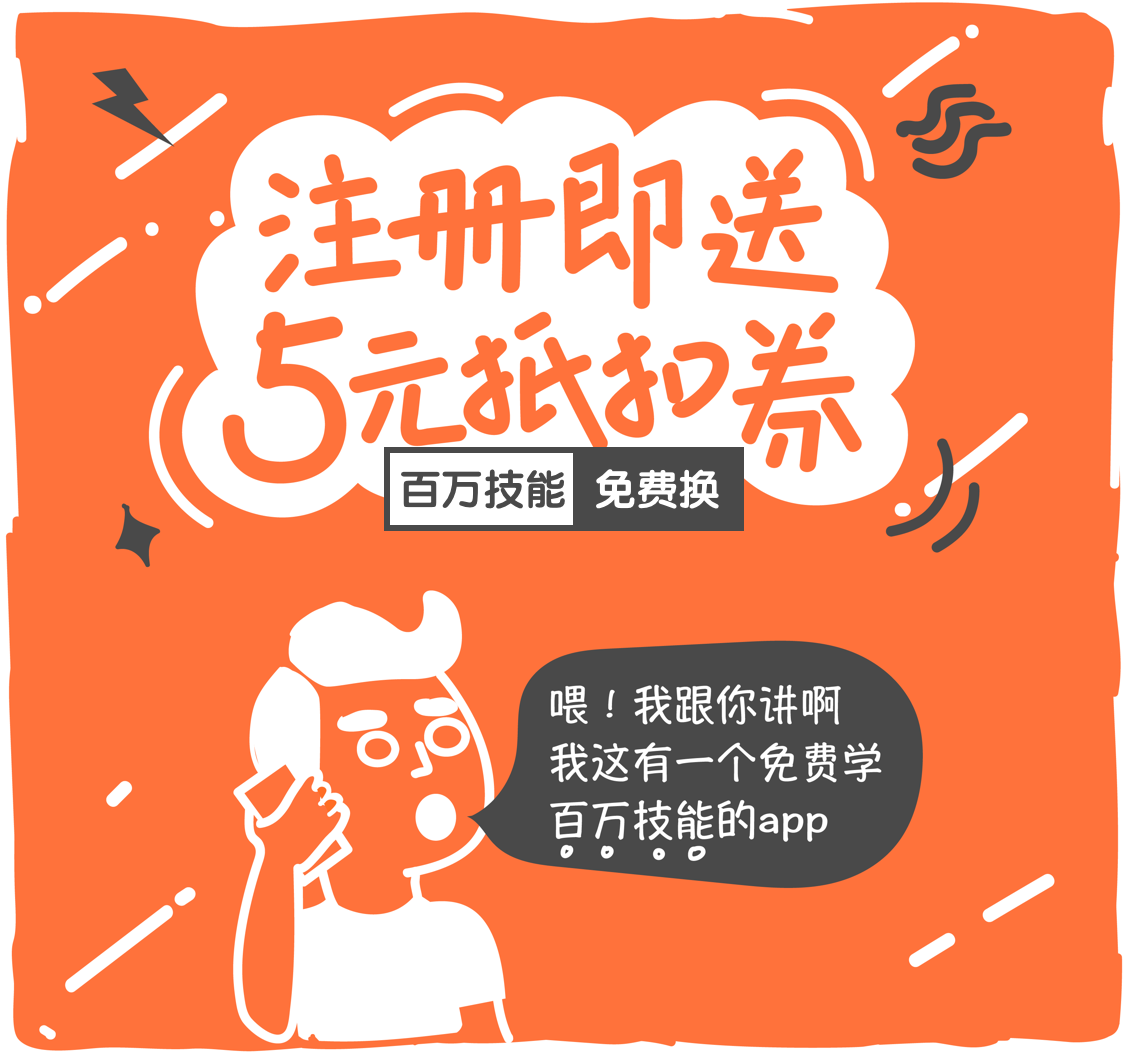 注册即送
5元抵扣券
百万技能 免费换
喂！我跟你讲啊
我这有一个免费学
百万技能的app